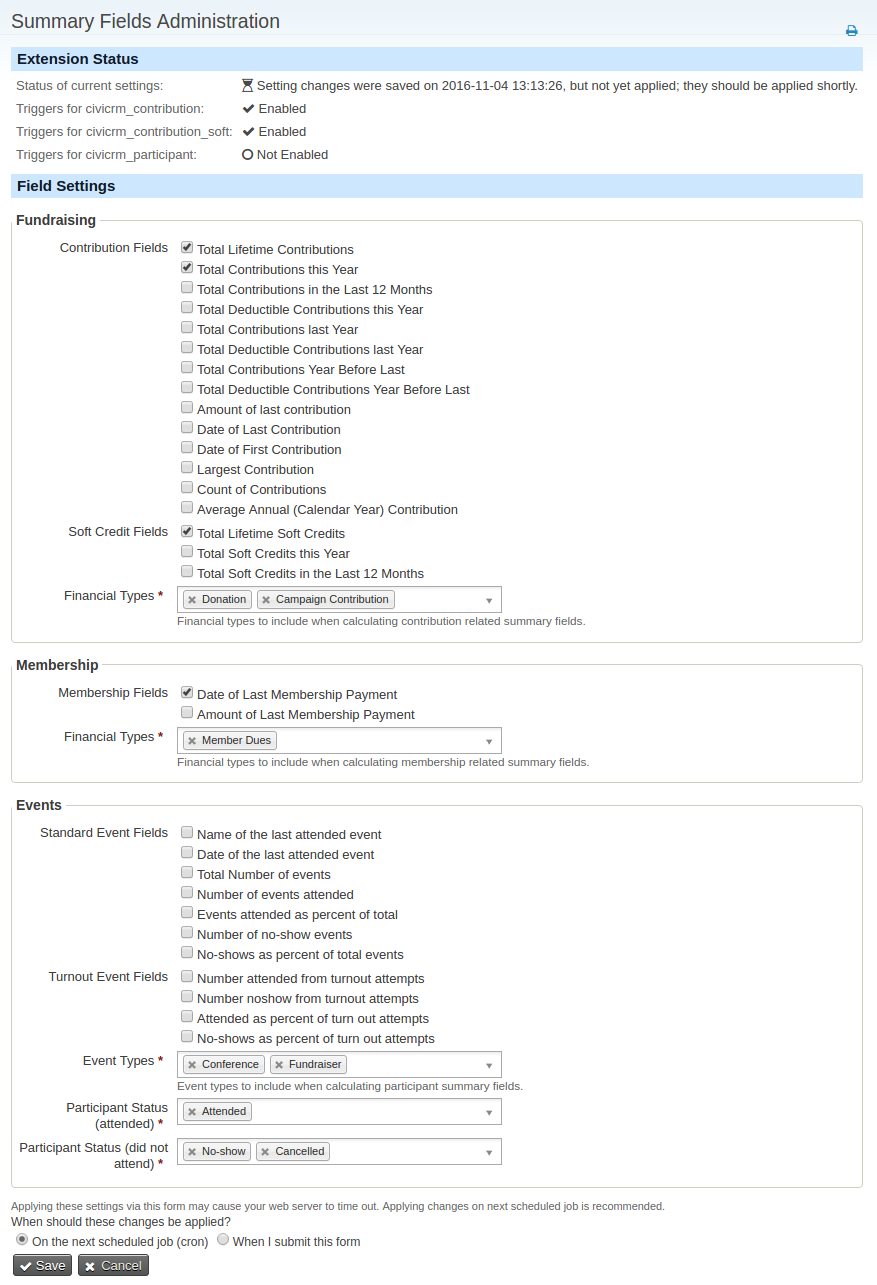 Summary Fields Administration
Extension Status
Status of current settings: Setting changes were saved on 2016-11-04 13:13:26, but not yet applied; they should be applied shortly.
Triggers for civicrm_contribution: Enabled
Triggers for civicrm_contribution_soft: Enabled
Triggers for civicrm_participant: Not Enabled
Field Settings
Fundraising
Contribution Fields Total Lifetime Contributions
Total Contributions this Year
Total Contributions in the Last 12 Months
Total Deductible Contributions this Year
Total Contributions last Year
Total Deductible Contributions last Year
Total Contributions Year Before Last
Total Deductible Contributions Year Before Last
Amount of last contribution
Date of Last Contribution
Date of First Contribution
Largest Contribution
Count of Contributions
Average Annual (Calendar Year) Contribution
Soft Credit Fields Total Lifetime Soft Credits
Total Soft Credits this Year
Total Soft Credits in the Last 12 Months
Financial Types * Donation Campaign Contribution
Financial types to include when calculating contribution related summary fields.
Membership
Membership Fields Date of Last Membership Payment
Amount of Last Membership Payment
Financial Types * Member Dues
Financial types to include when calculating membership related summary fields.
Events
Standard Event Fields Name of the last attended event
Date of the last attended event
Total Number of events
Number of events attended
Events attended as percent of total
Number of no-show events
No-shows as percent of total events
Turnout Event Fields Number attended from turnout attempts
Number noshow from turnout attempts
Attended as percent of turn out attempts
No-shows as percent of turn out attempts
Event Types * Conference Fundraiser
Event types to include when calculating participant summary fields.
Participant Status (attended) * Attended
Participant Status (did not attend) * No-show Cancelled
Applying these settings via this form may cause your web server to time out. Applying changes on next scheduled job is recommended.
When should these changes be applied?
On the next scheduled job (cron) When I submit this form
Save Cancel